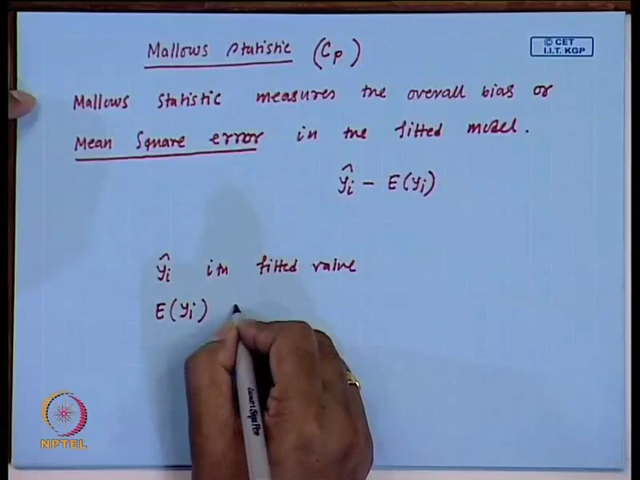 Mallows Statistic (Cp)
© CET
I.I.T. KGP
Mallows statistic measures the overall bias or
Mean Square error in the fitted model.
ŷi − E(yi)
ŷi ith fitted value
E(yi)
NPTEL